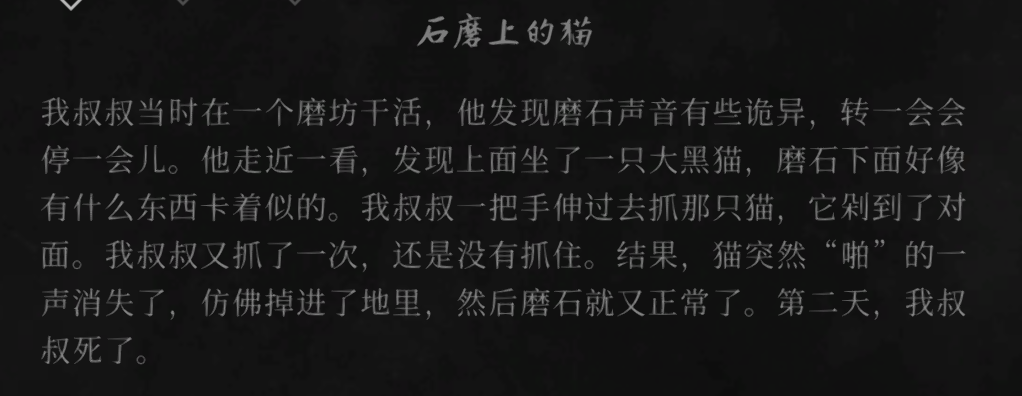 石磨上的猫
我叔叔当时在一个磨坊干活，他发现磨石声音有些诡异，转一会会
停一会儿。他走近一看，发现上面坐了一只大黑猫，磨石下面好像
有什么东西卡着似的。我叔叔一把手伸过去抓那只猫，它剁到了对
面。我叔叔又抓了一次，还是没有抓住。结果，猫突然“啪”的一
声消失了，仿佛掉进了地里，然后磨石就又正常了。第二天，我叔
叔死了。